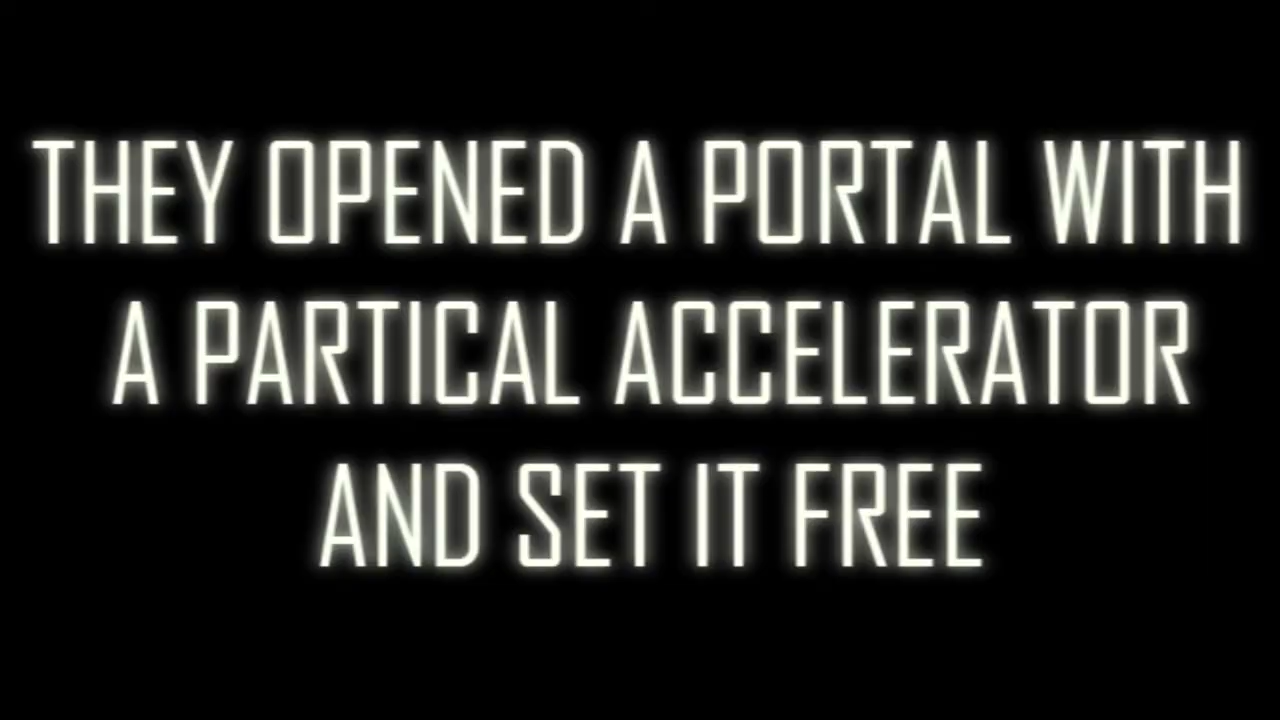 THEY OPENED A PORTAL WITH
A PARTICAL ACCELERATOR
AND SET IT FREE